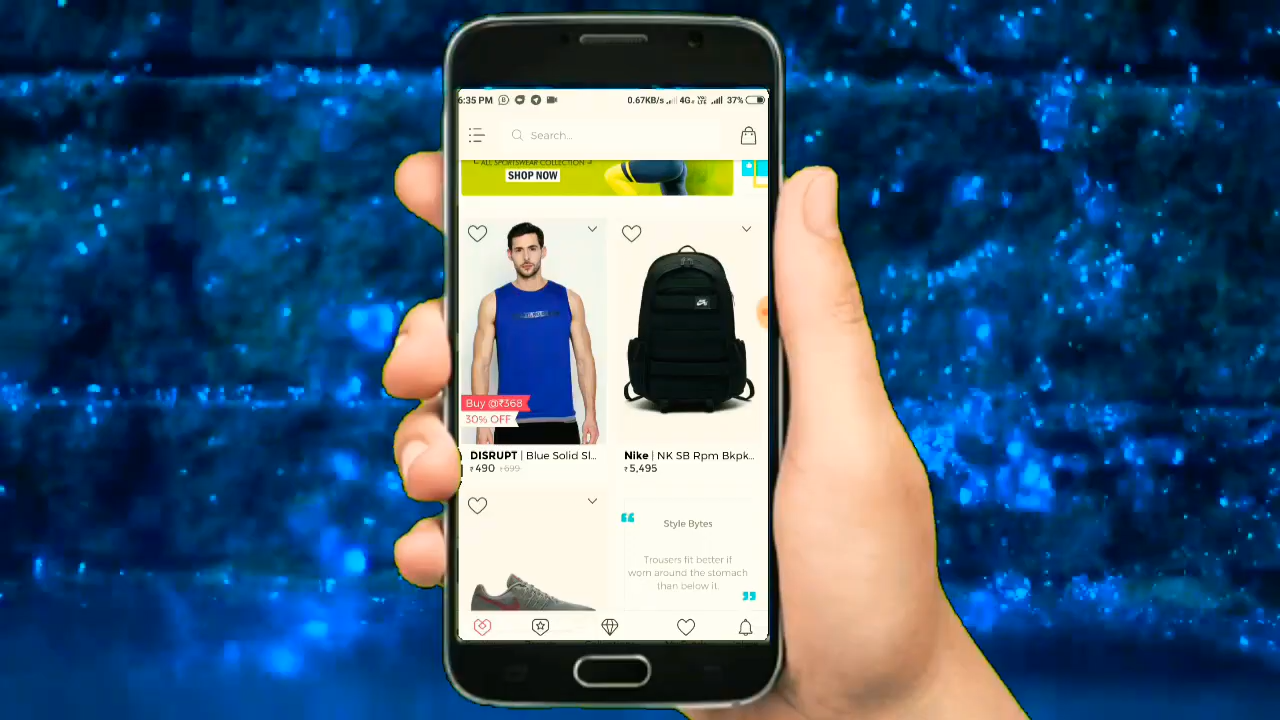 6:35 PM 0.67KB/s 4G 37%
Search...
ALL SPORTSWEAR COLLECTION
SHOP NOW
Buy @₹368
30% OFF
DISRUPT | Blue Solid Sl...
₹490 ₹699
Nike | NK SB Rpm Bkpk...
₹5,495
Style Bytes
Trouser​s fit better if
worn around the stomach
than below it.